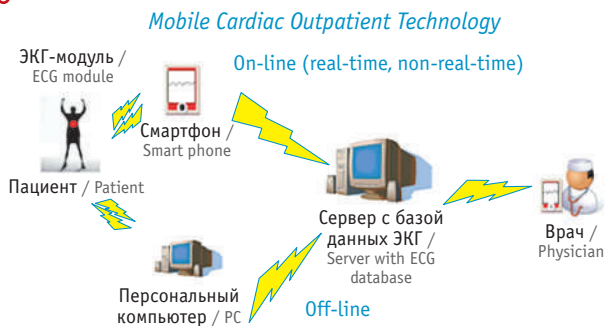 Mobile Cardiac Outpatient Technology
ЭКГ-модуль /
ECG module
On-line (real-time, non-real-time)
Смартфон /
Smart phone
Пациент / Patient
Сервер с базой
данных ЭКГ /
Server with ECG
database
Врач /
Physician
Персональный
компьютер / PC
Off-line